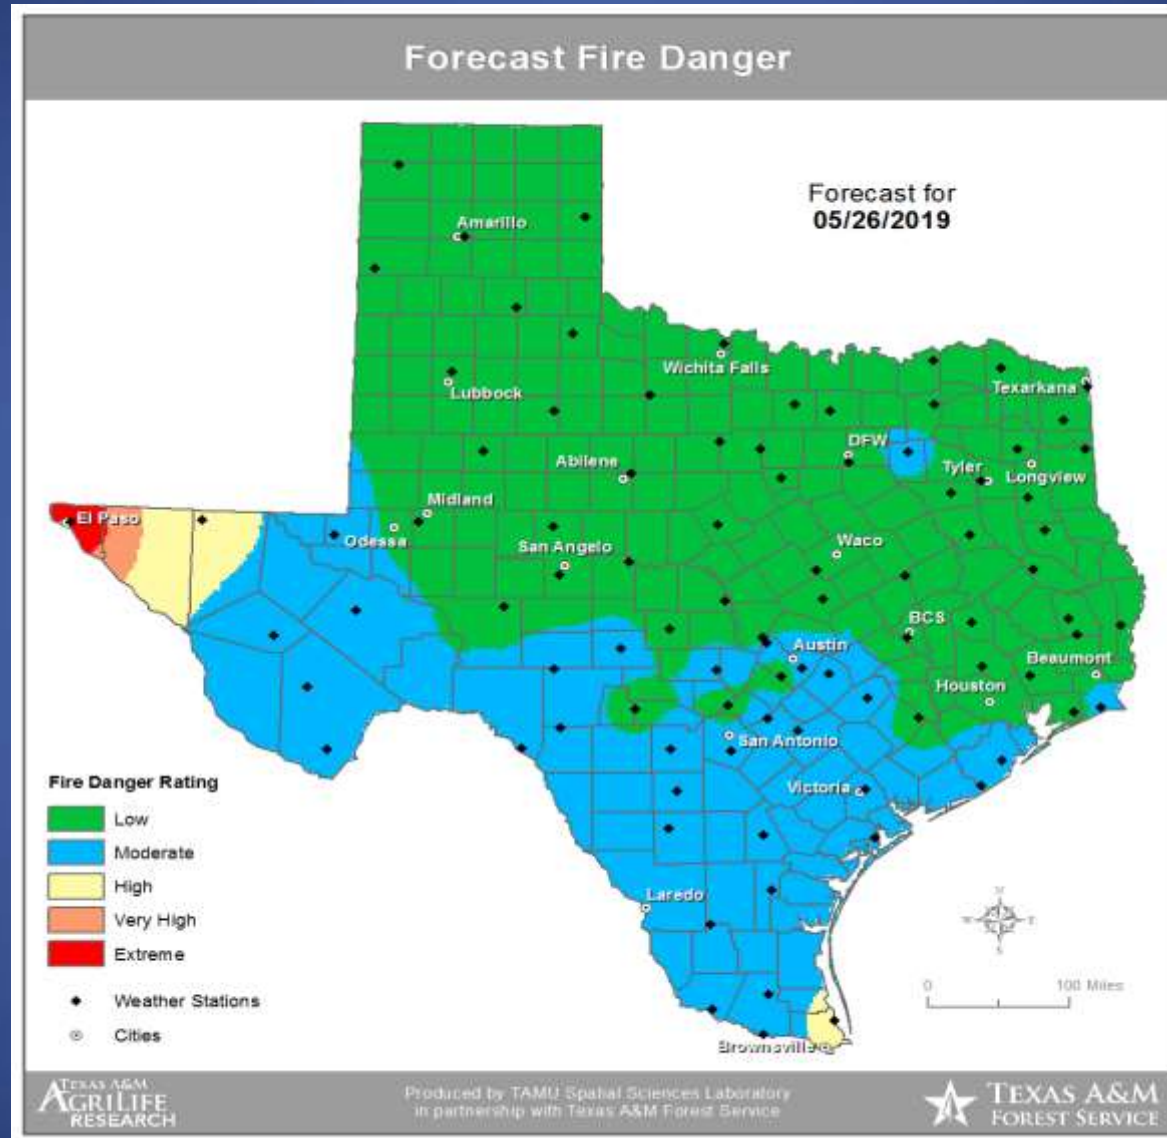 Forecast Fire Danger
Forecast for
05/26/2019
Amarillo
Wichita Falls
Texarkana
Lubbock
DFW
Abilene
Tyler
Longview
Midland
El Paso
Odessa
San Angelo
Waco
BCS
Austin
Beaumont
Houston
San Antonio
Victoria
Laredo
Brownsville
Fire Danger Rating
Low
Moderate
High
Very High
Extreme
Weather Stations
Cities
N
W
E
S
0
100 Miles
TEXAS A&M
AGRILIFE
RESEARCH
Produced by TAMU Spatial Sciences Laboratory
in partnership with Texas A&M Forest Service
TEXAS A&M
FOREST SERVICE